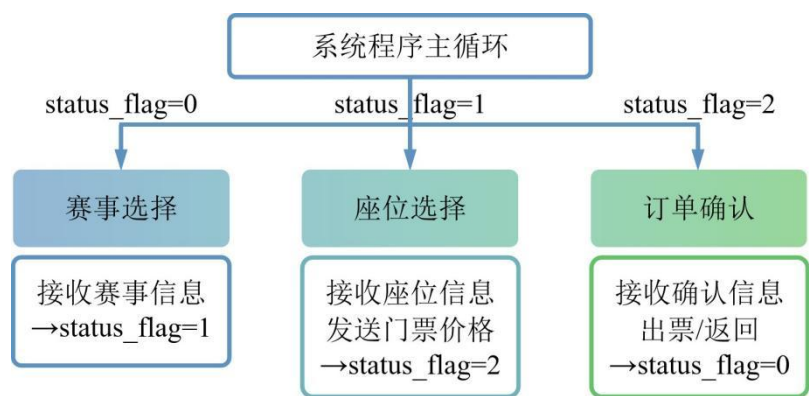 系统程序主循环
status_flag=0
status_flag=1
status_flag=2
赛事选择
座位选择
订单确认
接收赛事信息
→status_flag=1
接收座位信息
发送门票价格
→status_flag=2
接收确认信息
出票/返回
→status_flag=0